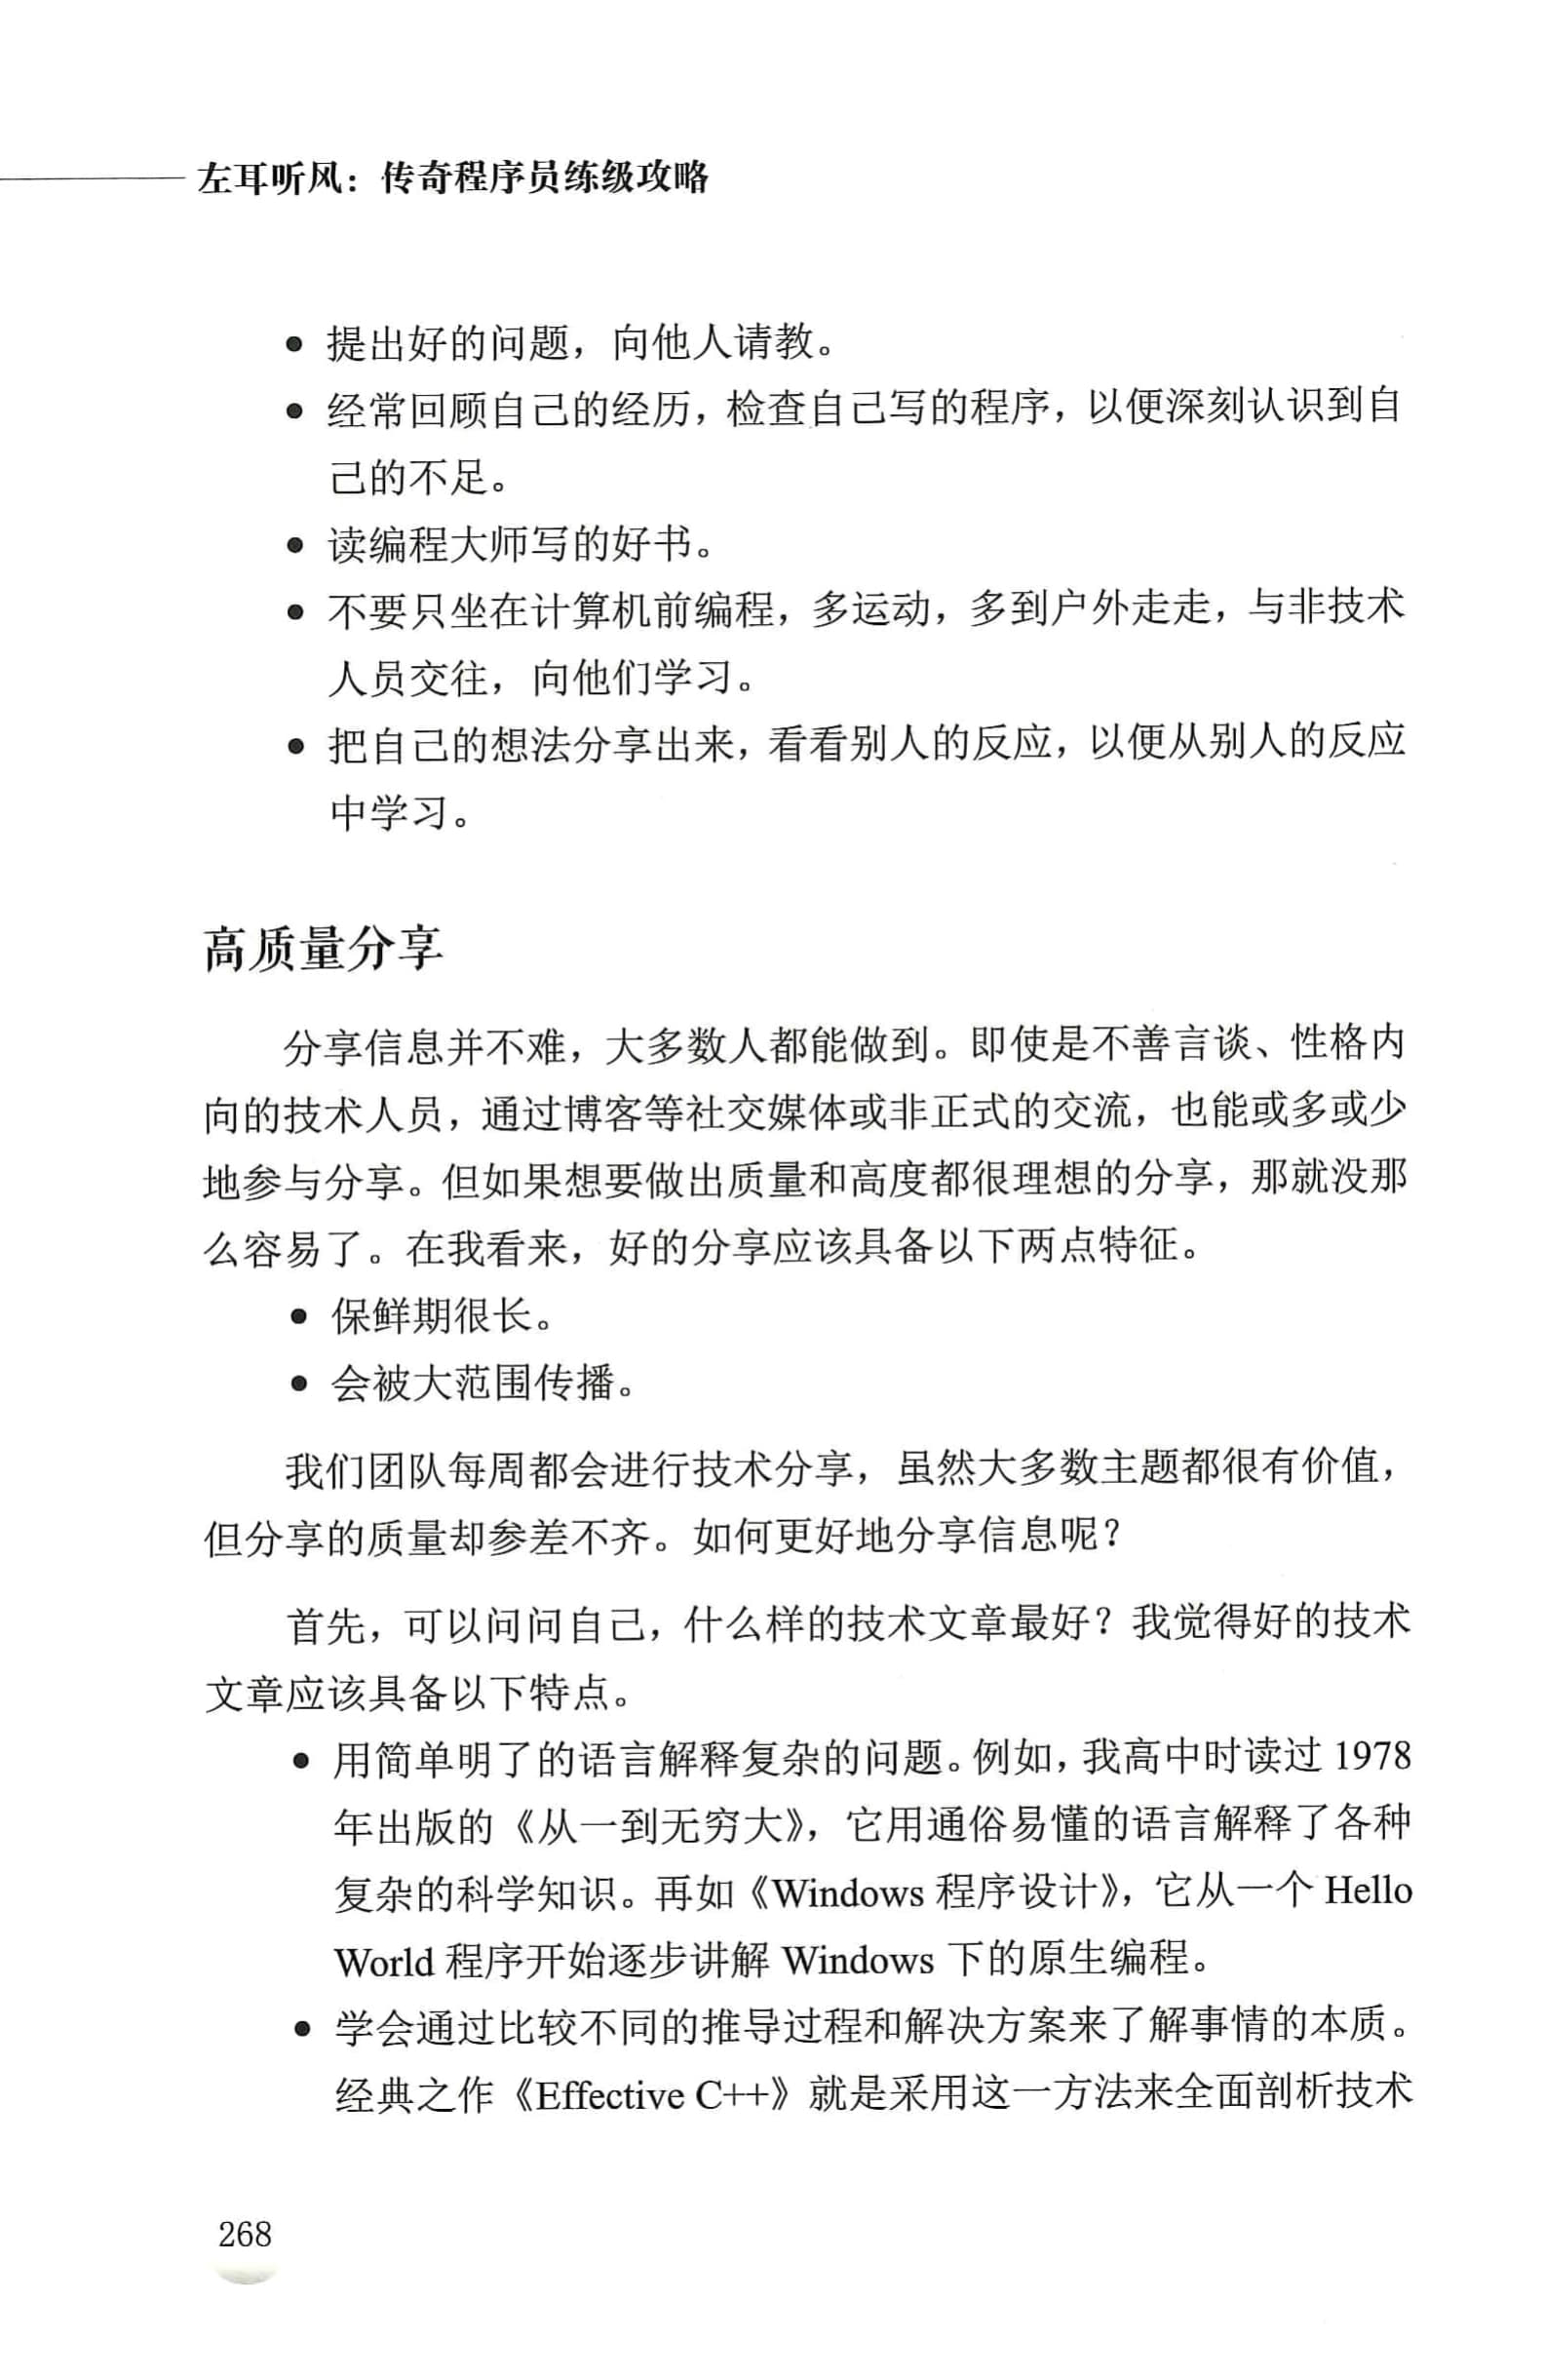 左耳听风：传奇程序员练级攻略
● 提出好的问题，向他人请教。
● 经常回顾自己的经历，检查自己写的程序，以便深刻认识到自
己的不足。
● 读编程大师写的好书。
● 不要只坐在计算机前编程，多运动，多到户外走走，与非技术
人员交往，向他们学习。
● 把自己的想法分享出来，看看别人的反应，以便从别人的反应
中学习。
高质量分享
分享信息并不难，大多数人都能做到。即使是不善言谈、性格内
向的技术人员，通过博客等社交媒体或非正式的交流，也能或多或少
地参与分享。但如果想要做出质量和高度都很理想的分享，那就没那
么容易了。在我看来，好的分享应该具备以下两点特征。
● 保鲜期很长。
● 会被大范围传播。
我们团队每周都会进行技术分享，虽然大多数主题都很有价值，
但分享的质量却参差不齐。如何更好地分享信息呢？
首先，可以问问自己，什么样的技术文章最好？我觉得好的技术
文章应该具备以下特点。
● 用简单明了的语言解释复杂的问题。例如，我高中时读过 1978
年出版的《从一到无穷大》，它用通俗易懂的语言解释了各种
复杂的科学知识。再如《Windows 程序设计》，它从一个 Hello
World 程序开始逐步讲解 Windows 下的原生编程。
● 学会通过比较不同的推导过程和解决方案来了解事情的本质。
经典之作《Effective C++》就是采用这一方法来全面剖析技术
268